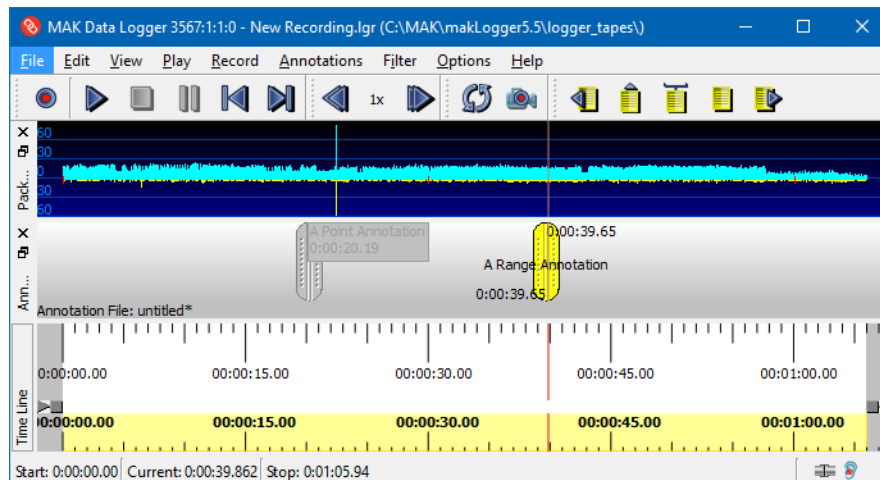 MAK Data Logger 3567:1:1:0 - New Recording.lgr (C:\MAK\makLogger5.5\logger_tapes\)
File Edit View Play Record Annotations Filter Options Help
1x
60
30
0
30
60
Pack...
A Point Annotation
0:00:20.19
0:00:39.65
A Range Annotation
0:00:39.65
Ann...
Annotation File: untitled*
0:00:00.00 00:00:15.00 00:00:30.00 00:00:45.00 00:01:00.00
Time Line
0:00:00.00 00:00:15.00 00:00:30.00 00:00:45.00 00:01:00.00
Start: 0:00:00.00 Current: 0:00:39.862 Stop: 0:01:05.94